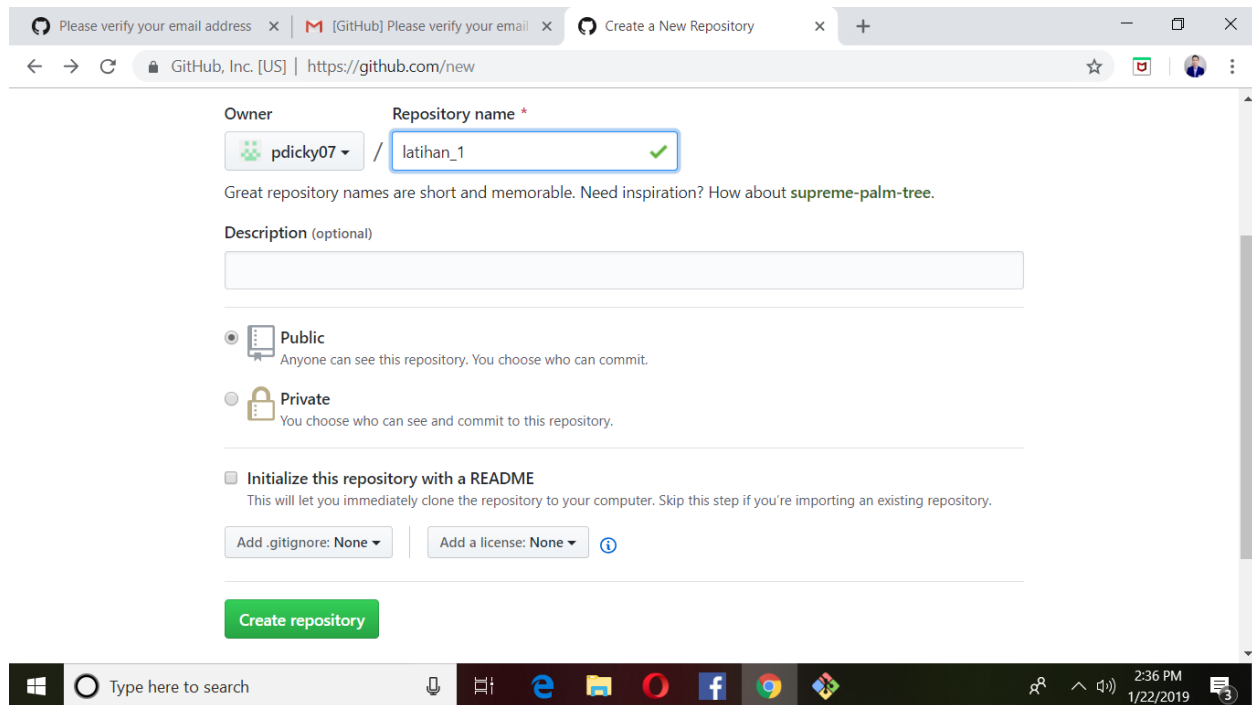 Please verify your email address
[GitHub] Please verify your email
Create a New Repository
GitHub, Inc. [US] | https://github.com/new
Owner
Repository name *
pdicky07 / latihan_1
Great repository names are short and memorable. Need inspiration? How about supreme-palm-tree.
Description (optional)
Public
Anyone can see this repository. You choose who can commit.
Private
You choose who can see and commit to this repository.
Initialize this repository with a README
This will let you immediately clone the repository to your computer. Skip this step if you're importing an existing repository.
Add .gitignore: None
Add a license: None
Create repository
Type here to search
2:36 PM
1/22/2019
3